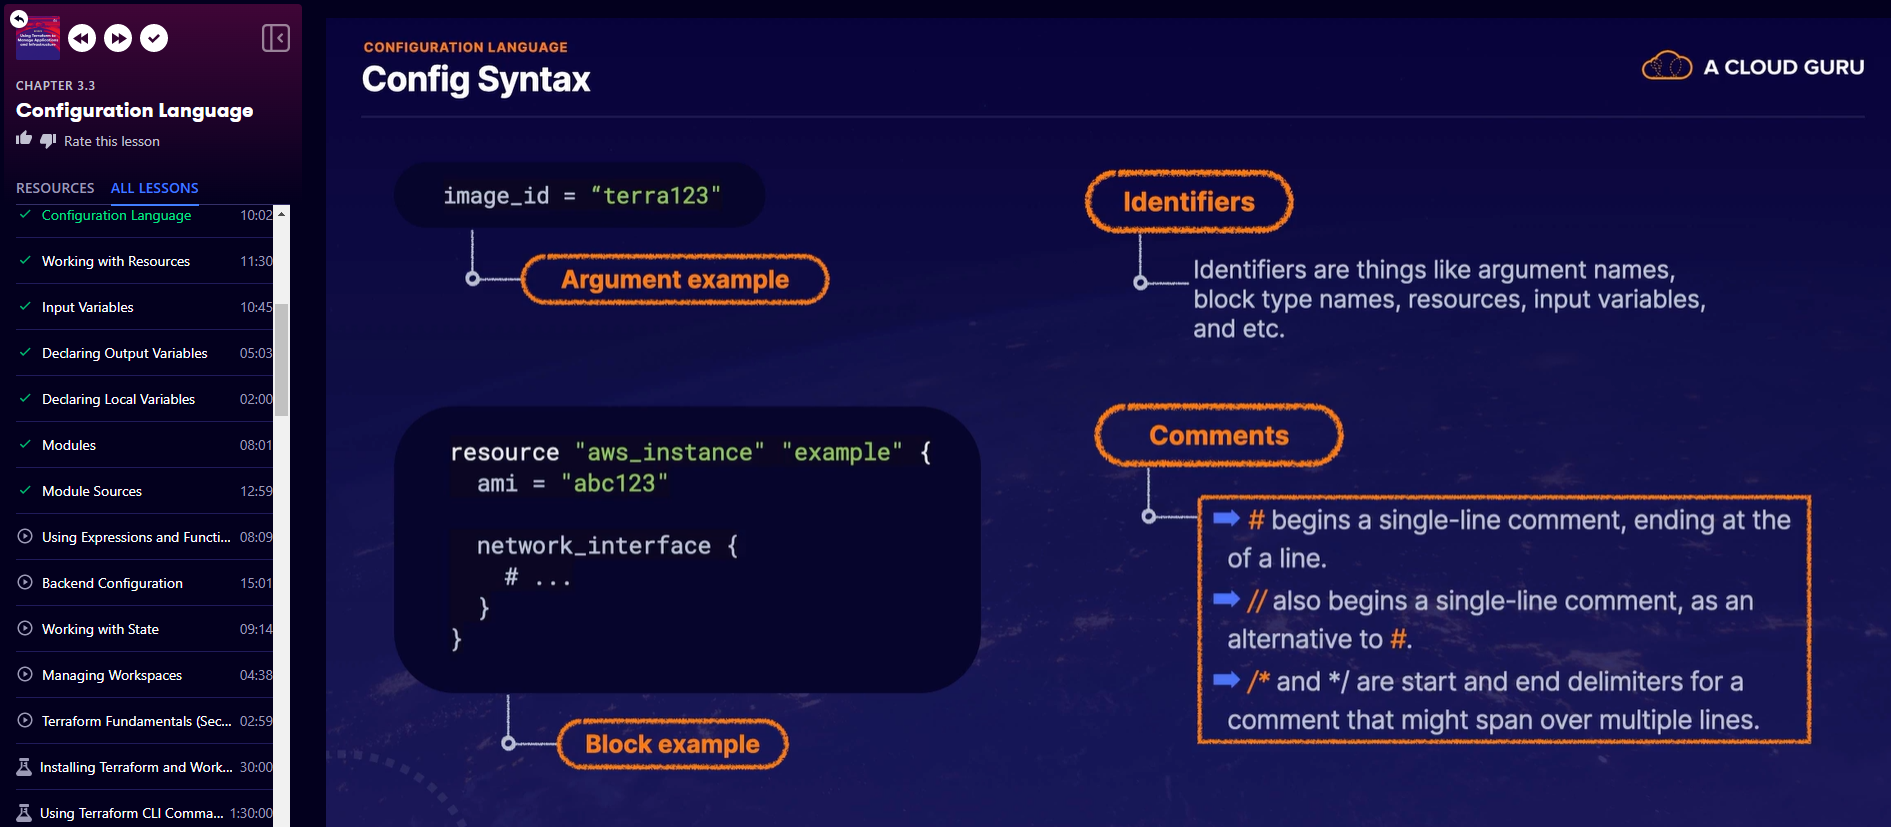 Using Terraform to
Manage Applications
and Infrastructure
CHAPTER 3.3
Configuration Language
Rate this lesson
RESOURCES ALL LESSONS
Configuration Language 10:02
Working with Resources 11:30
Input Variables 10:45
Declaring Output Variables 05:03
Declaring Local Variables 02:00
Modules 08:01
Module Sources 12:59
Using Expressions and Functi... 08:09
Backend Configuration 15:01
Working with State 09:14
Managing Workspaces 04:38
Terraform Fundamentals (Sec... 02:59
Installing Terraform and Work... 30:00
Using Terraform CLI Comma... 1:30:00
CONFIGURATION LANGUAGE
Config Syntax
A CLOUD GURU
image_id = “terra123"
Argument example
resource "aws_instance" "example" {
ami = "abc123"
network_interface {
# ...
}
}
Block example
Identifiers
Identifiers are things like argument names,
block type names, resources, input variables,
and etc.
Comments
# begins a single-line comment, ending at the
of a line.
// also begins a single-line comment, as an
alternative to #.
/* and */ are start and end delimiters for a
comment that might span over multiple lines.